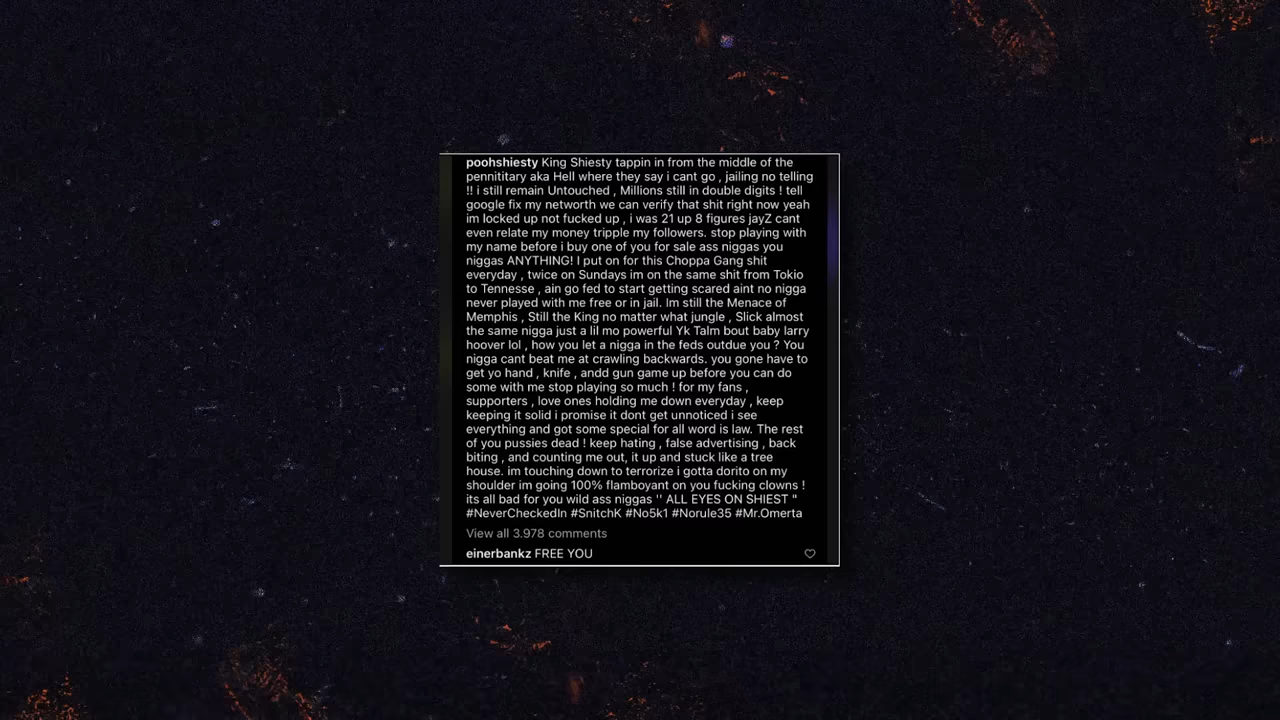 poohshiesty King Shiesty tappin in from the middle of the
pennititary aka Hell where they say i cant go , jailing no telling
!! i still remain Untouched , Millions still in double digits ! tell
google fix my networth we can verify that shit right now yeah
im locked up not fucked up , i was 21 up 8 figures jayZ cant
even relate my money tripple my followers. stop playing with
my name before i buy one of you for sale ass niggas you
niggas ANYTHING! I put on for this Choppa Gang shit
everyday , twice on Sundays im on the same shit from Tokio
to Tennesse , ain go fed to start getting scared aint no nigga
never played with me free or in jail. Im still the Menace of
Memphis , Still the King no matter what jungle , Slick almost
the same nigga just a lil mo powerful Yk Talm bout baby larry
hoover lol , how you let a nigga in the feds outdue you ? You
nigga cant beat me at crawling backwards. you gone have to
get yo hand , knife , andd gun game up before you can do
some with me stop playing so much ! for my fans ,
supporters , love ones holding me down everyday , keep
keeping it solid i promise it dont get unnoticed i see
everything and got some special for all word is law. The rest
of you pussies dead ! keep hating , false advertising , back
biting , and counting me out, it up and stuck like a tree
house. im touching down to terrorize i gotta dorito on my
shoulder im going 100% flamboyant on you fucking clowns !
its all bad for you wild ass niggas '' ALL EYES ON SHIEST "
#NeverCheckedIn #SnitchK #No5k1 #Norule35 #Mr.Omerta
View all 3.978 comments
einerbankz FREE YOU